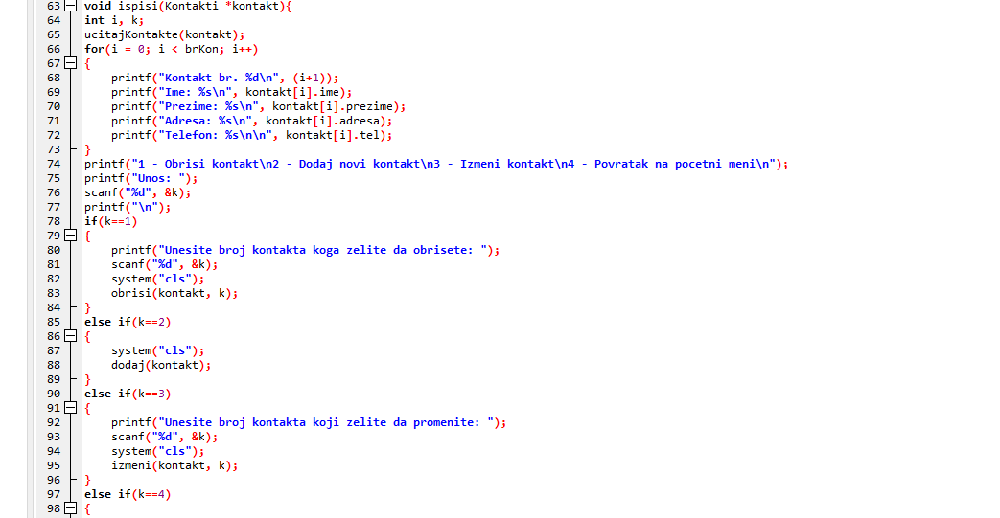 63 void ispisi(Kontakti *kontakt){
64 int i, k;
65 ucitajKontakte(kontakt);
66 for(i = 0; i < brKon; i++)
67 {
68 printf("Kontakt br. %d\n", (i+1));
69 printf("Ime: %s\n", kontakt[i].ime);
70 printf("Prezime: %s\n", kontakt[i].prezime);
71 printf("Adresa: %s\n", kontakt[i].adresa);
72 printf("Telefon: %s\n\n", kontakt[i].tel);
73 }
74 printf("1 - Obrisi kontakt\n2 - Dodaj novi kontakt\n3 - Izmeni kontakt\n4 - Povratak na pocetni meni\n");
75 printf("Unos: ");
76 scanf("%d", &k);
77 printf("\n");
78 if(k==1)
79 {
80 printf("Unesite broj kontakta koga zelite da obrisete: ");
81 scanf("%d", &k);
82 system("cls");
83 obrisi(kontakt, k);
84 }
85 else if(k==2)
86 {
87 system("cls");
88 dodaj(kontakt);
89 }
90 else if(k==3)
91 {
92 printf("Unesite broj kontakta koji zelite da promenite: ");
93 scanf("%d", &k);
94 system("cls");
95 izmeni(kontakt, k);
96 }
97 else if(k==4)
98 {